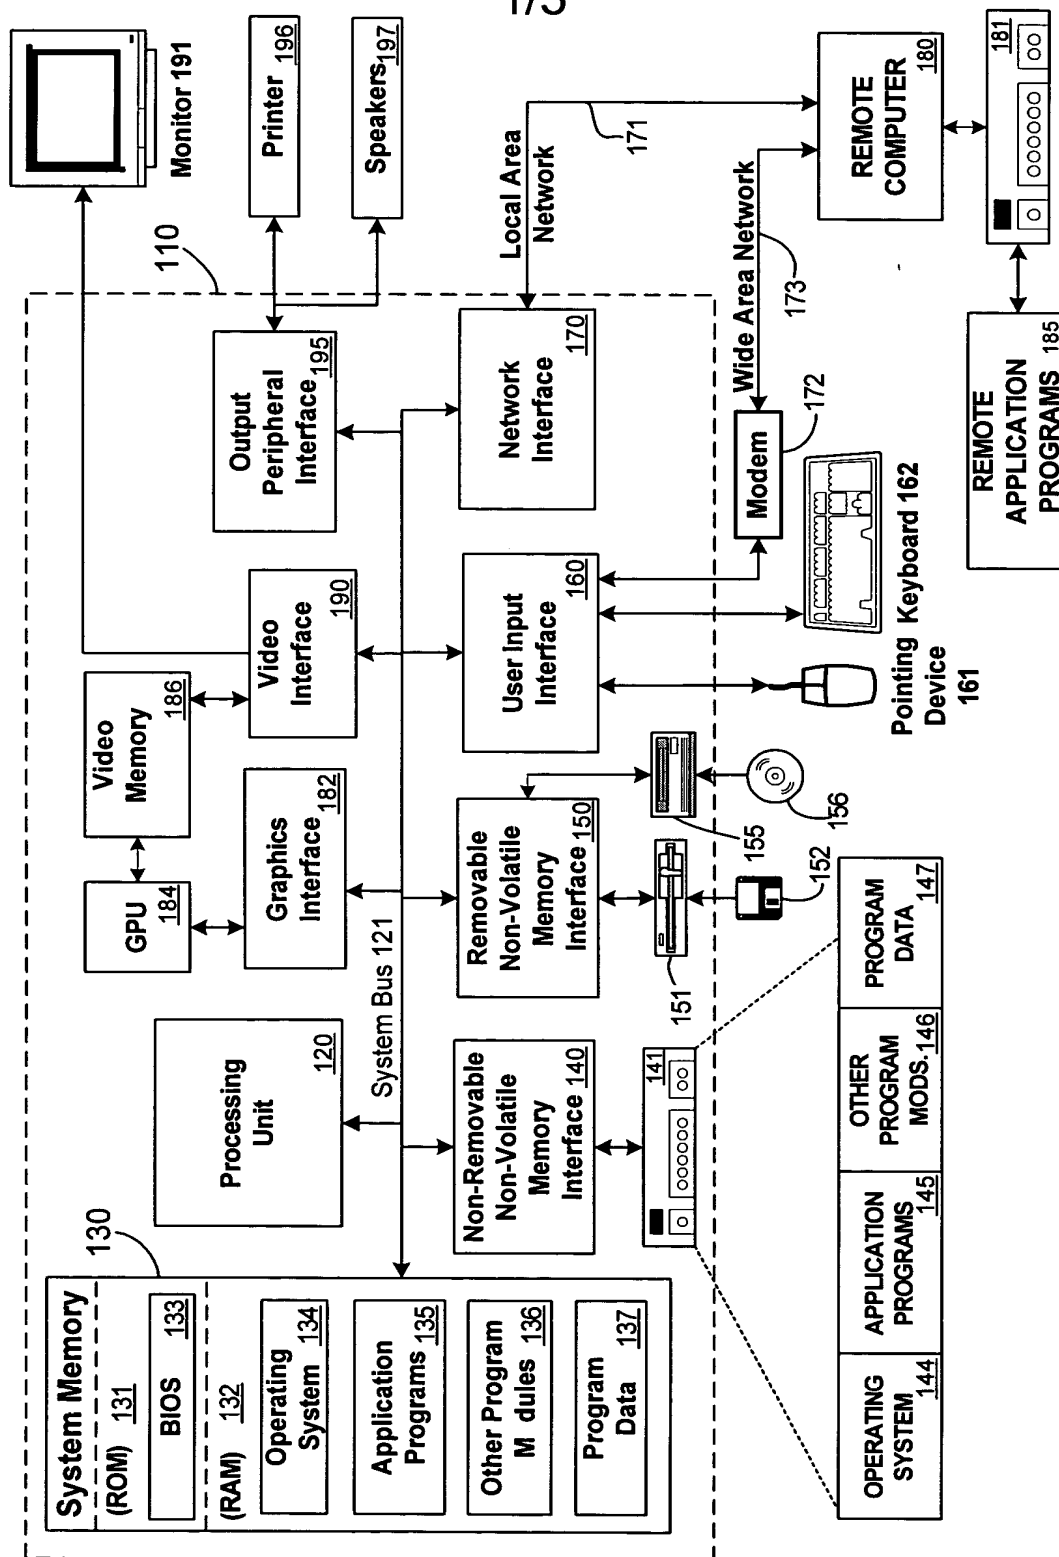 1/5
Monitor 191
Printer 196
Speakers 197
110
Output
Peripheral
Interface 195
Network
Interface
170
Local Area
Network
171
Wide Area Network
173
Modem
172
REMOTE
COMPUTER
180
181
REMOTE
APPLICATION
PROGRAMS 185
Video
Memory
186
Video
Interface
190
GPU
184
Graphics
Interface
182
User Input
Interface
160
Keyboard 162
Pointing
Device
161
System Bus 121
Processing
Unit
120
Removable
Non-Volatile
Memory
Interface 150
155
156
151
152
Non-Removable
Non-Volatile
Memory
Interface 140
141
130
System Memory
(ROM) 131
BIOS 133
(RAM) 132
Operating
System 134
Application
Programs 135
Other Program
M dules 136
Program
Data 137
OPERATING
SYSTEM 144
APPLICATION
PROGRAMS 145
OTHER
PROGRAM
MODS. 146
PROGRAM
DATA 147